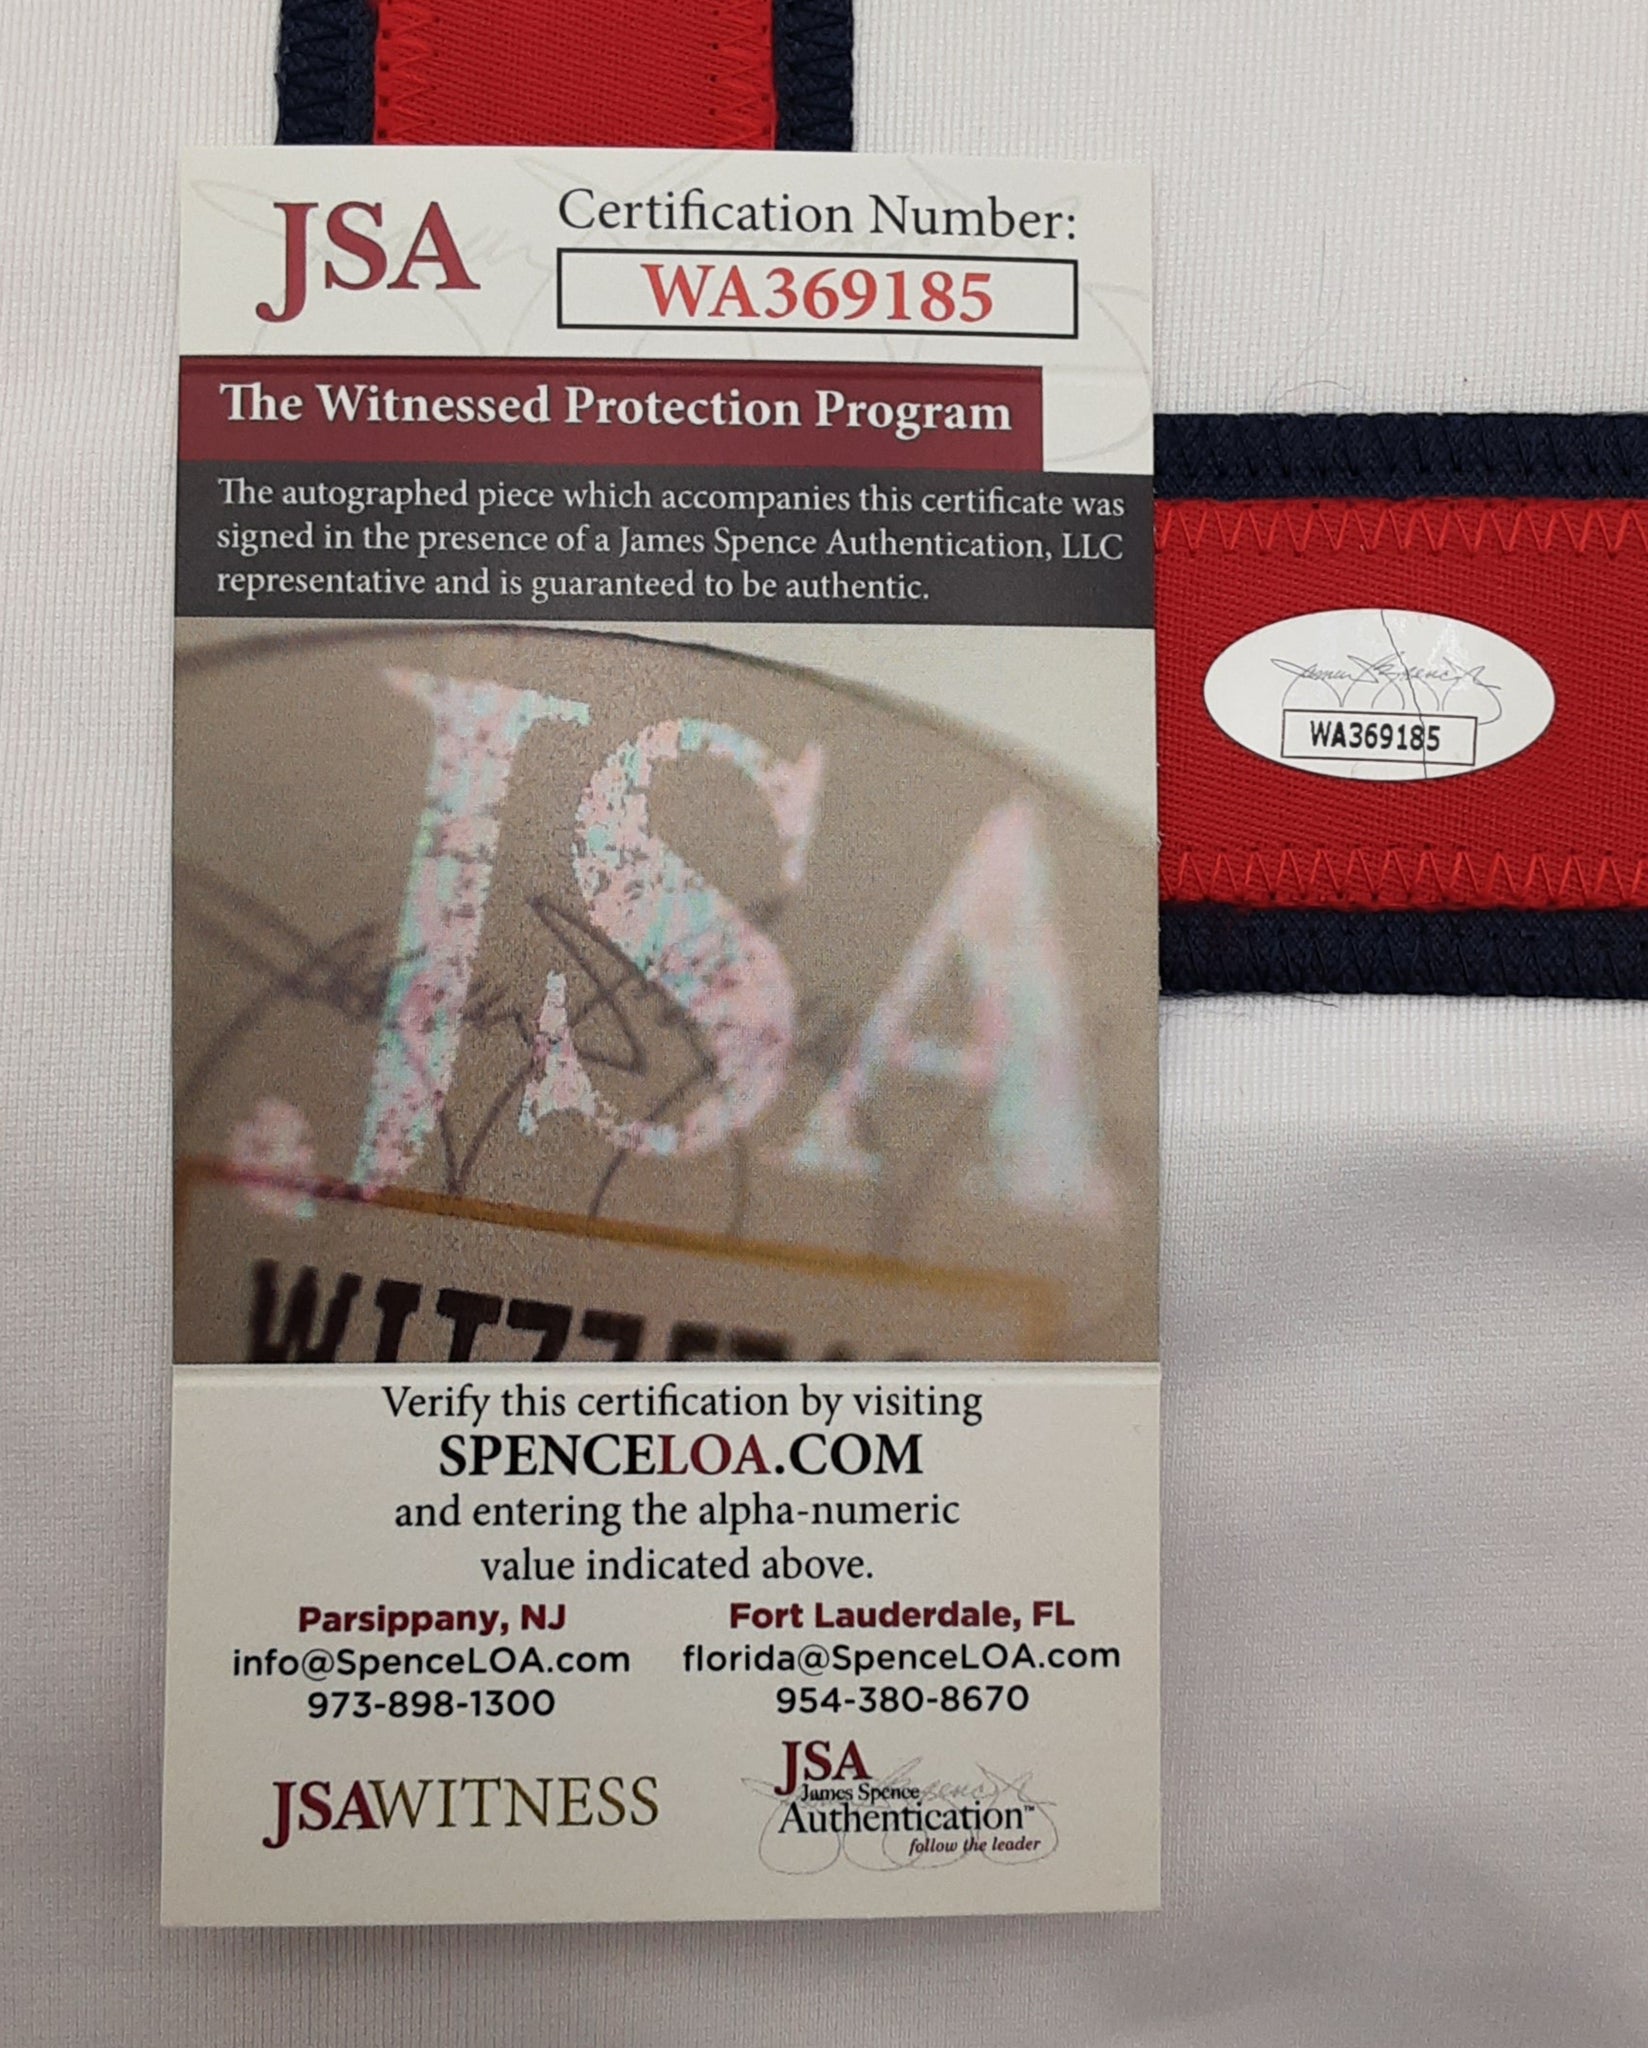 JSA
Certification Number:
WA369185
The Witnessed Protection Program
The autographed piece which accompanies this certificate was
signed in the presence of a James Spence Authentication, LLC
representative and is guaranteed to be authentic.
James Spence
WA369185
JSA
Verify this certification by visiting
SPENCELOA.COM
and entering the alpha-numeric
value indicated above.
Parsippany, NJ
info@SpenceLOA.com
973-898-1300
Fort Lauderdale, FL
florida@SpenceLOA.com
954-380-8670
JSAWITNESS
JSA
James Spence
Authentication™
follow the leader